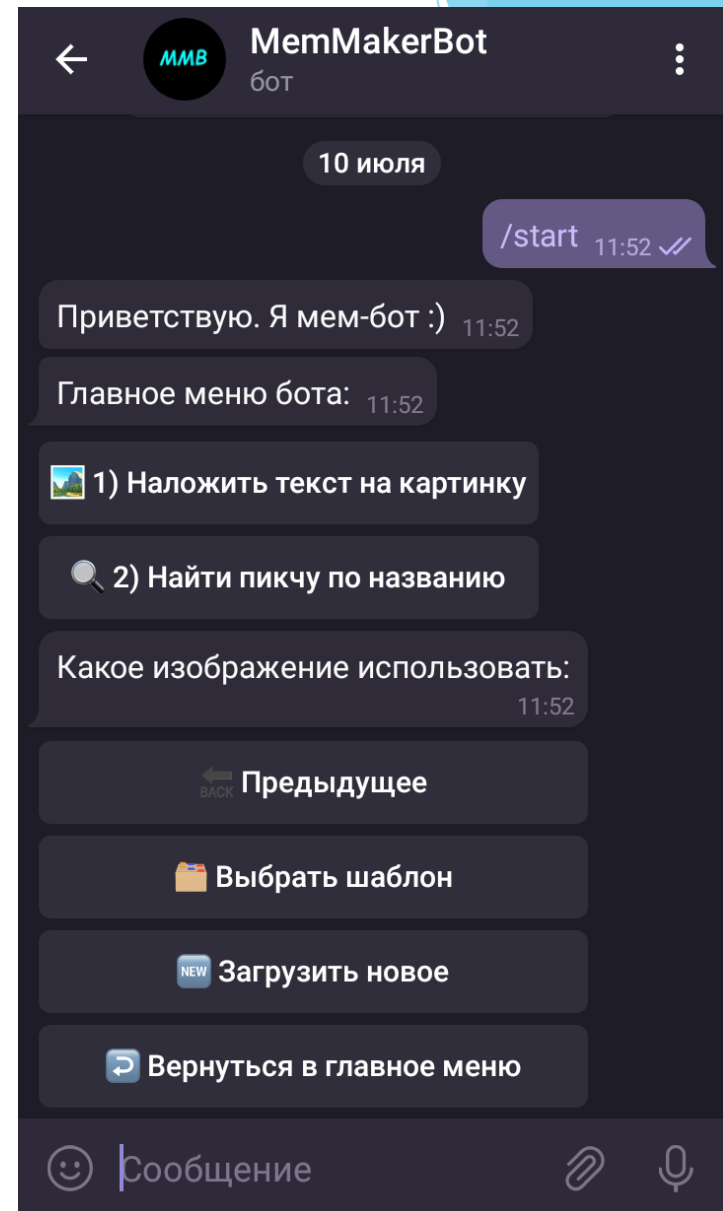 MMB
MemMakerBot
бот
10 июля
/start 11:52
Приветствую. Я мем-бот :) 11:52
Главное меню бота: 11:52
1) Наложить текст на картинку
2) Найти пикчу по названию
Какое изображение использовать:
11:52
BACK Предыдущее
Выбрать шаблон
NEW Загрузить новое
Вернуться в главное меню
Сообщение